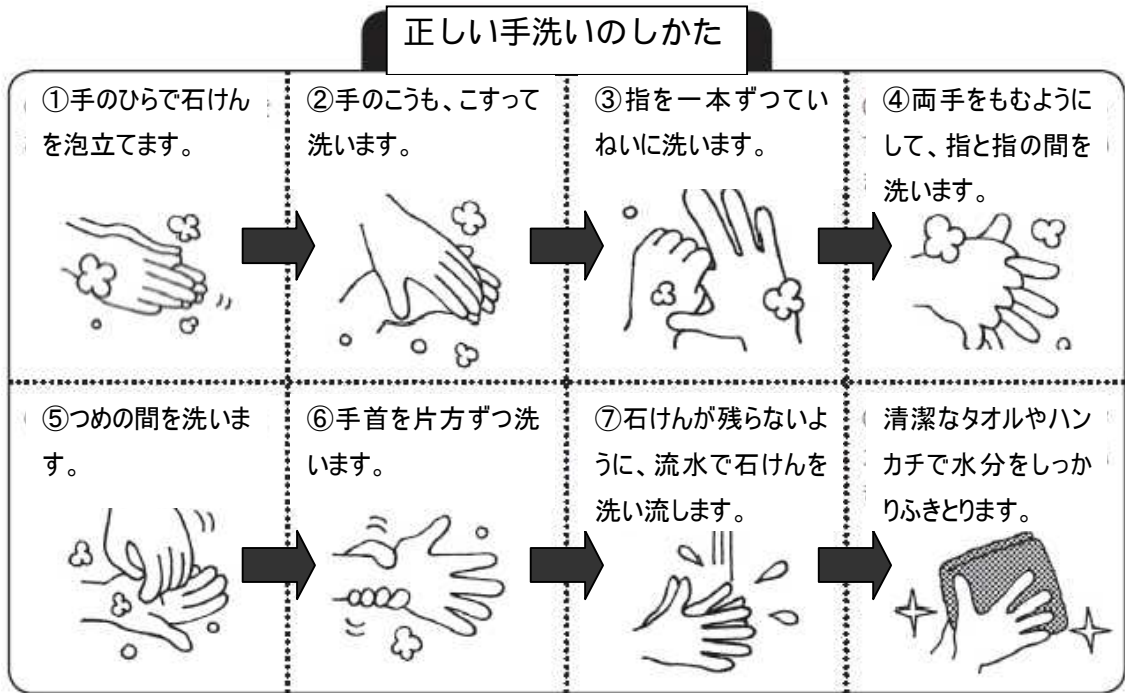 正しい手洗いのしかた
①手のひらで石けん
を泡立てます。
②手のこうも、こすって
洗います。
③指を一本ずつてい
ねいに洗います。
④両手をもむように
して、指と指の間を
洗います。
⑤つめの間を洗いま
す。
⑥手首を片方ずつ洗
います。
⑦石けんが残らないよ
うに、流水で石けんを
洗い流します。
清潔なタオルやハン
カチで水分をしっか
りふきとります。